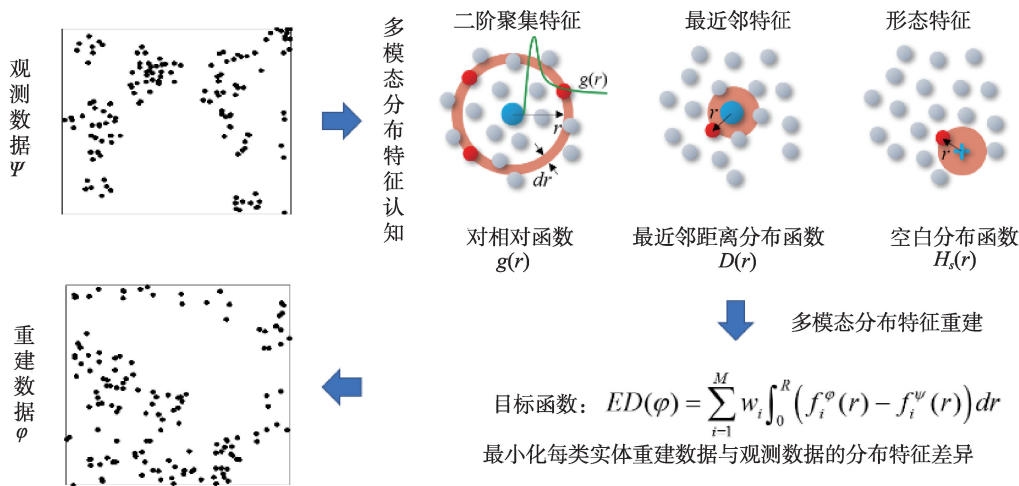 观测数据Ψ
多模态分布特征认知
二阶聚集特征
最近邻特征
形态特征
g(r)
r
dr
r
r
对相对函数
g(r)
最近邻距离分布函数
D(r)
空白分布函数
Hs(r)
多模态分布特征重建
重建数据φ
目标函数: ED(φ) = ∑_{i-1}^{M} w_i ∫_0^R (f_i^φ(r) − f_i^ψ(r)) dr
最小化每类实体重建数据与观测数据的分布特征差异